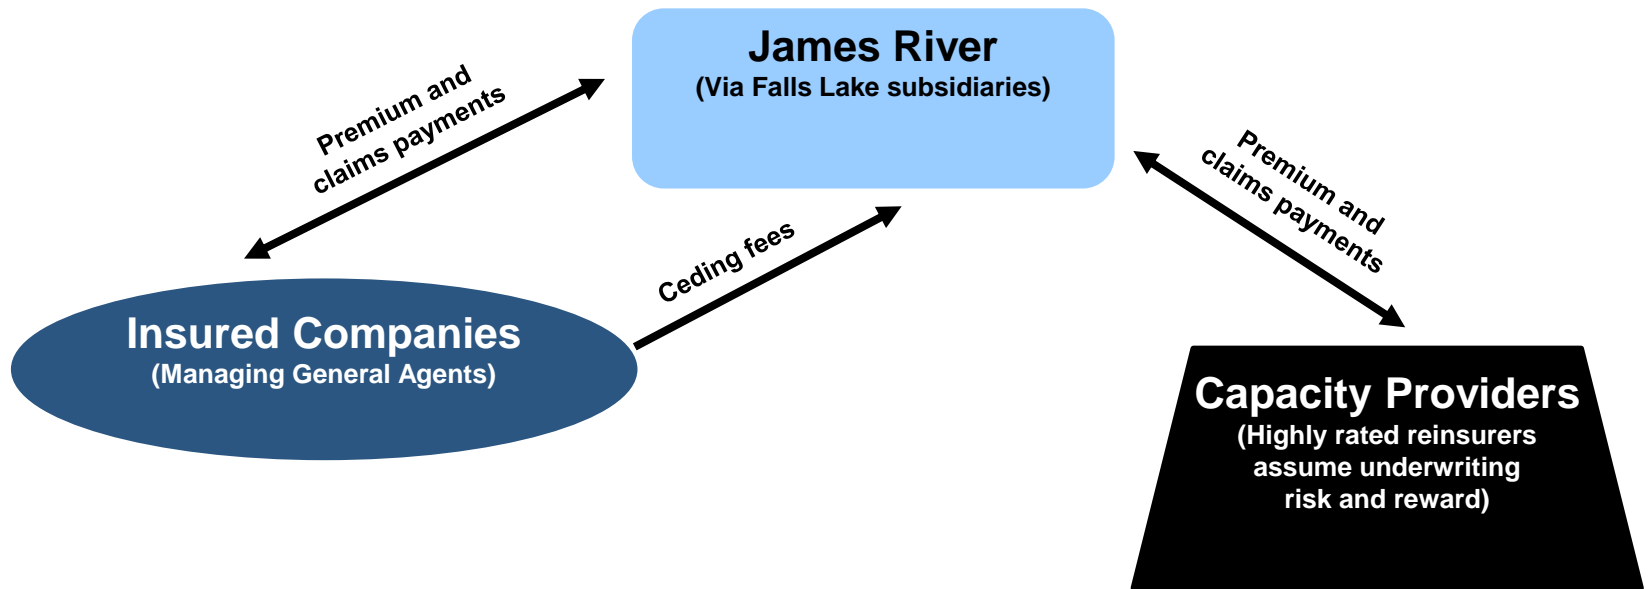 James River
(Via Falls Lake subsidiaries)
Premium and
claims payments
Premium and
claims payments
Ceding fees
Insured Companies
(Managing General Agents)
Capacity Providers
(Highly rated reinsurers
assume underwriting
risk and reward)